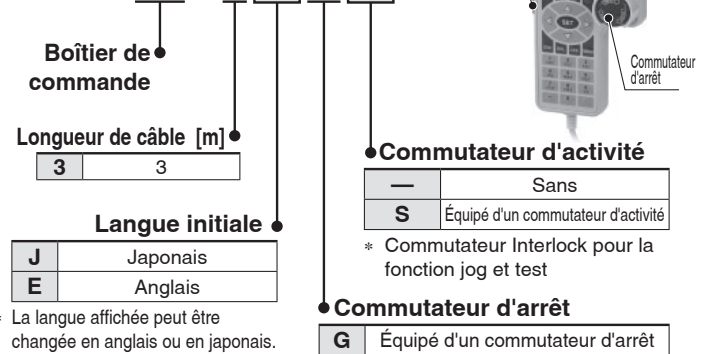 Boîtier de
commande
Longueur de câble [m]
3 3
Langue initiale
J Japonais
E Anglais
La langue affichée peut être
changée en anglais ou en japonais.
SET
Commutateur
d'arrêt
Commutateur d'activité
— Sans
S Équipé d'un commutateur d'activité
* Commutateur Interlock pour la
fonction jog et test
Commutateur d'arrêt
G Équipé d'un commutateur d'arrêt